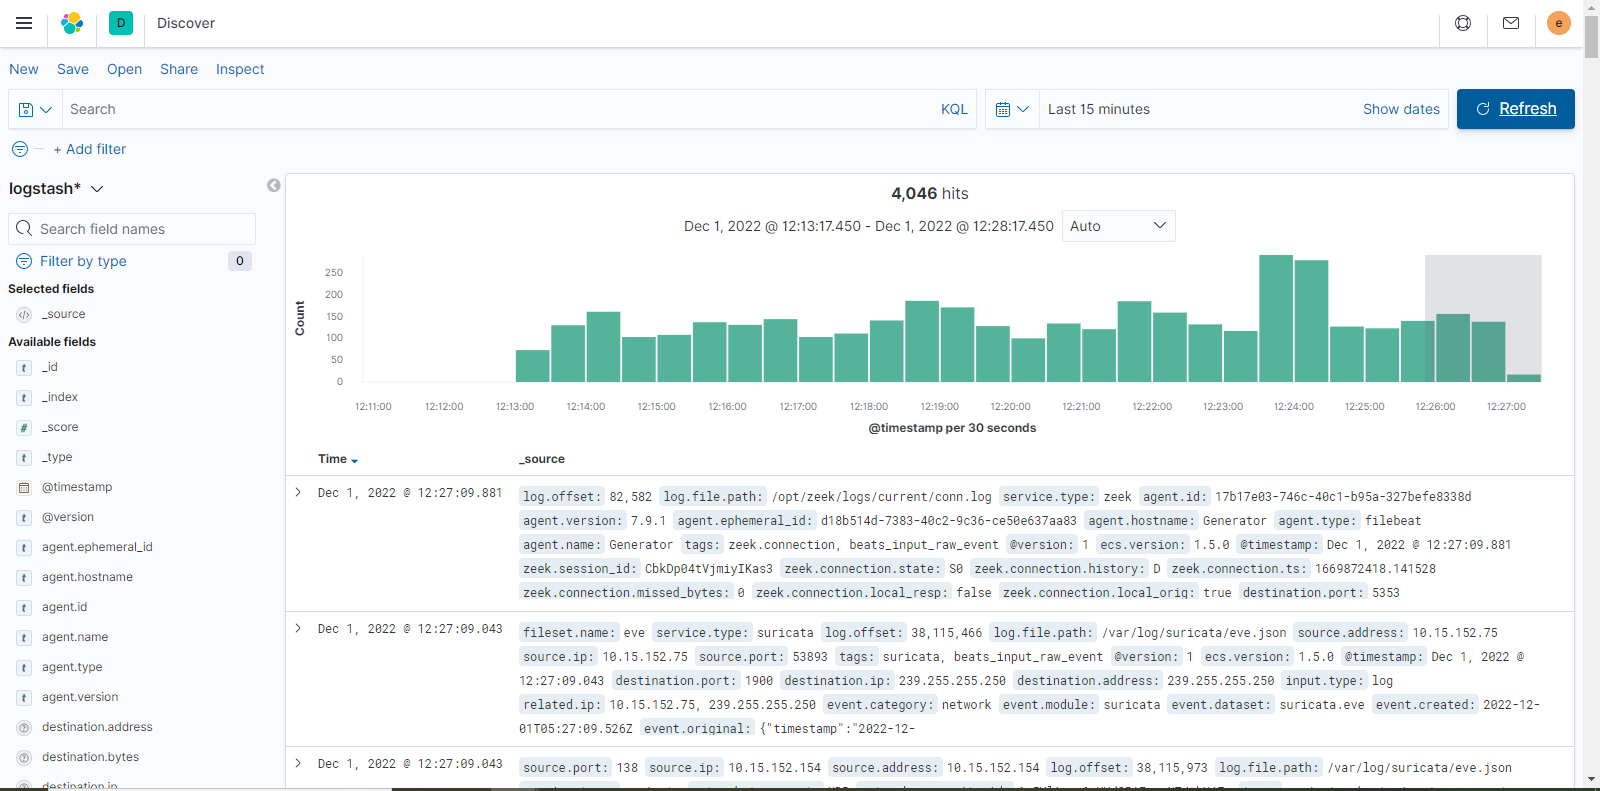 D Discover e
New Save Open Share Inspect
Search KQL Last 15 minutes Show dates Refresh
+ Add filter
logstash*
Search field names
Filter by type 0
Selected fields
_source
Available fields
t _id
t _index
# _score
t _type
@timestamp
t @version
t agent.ephemeral_id
t agent.hostname
t agent.id
t agent.name
t agent.type
t agent.version
? destination.address
? destination.bytes
destination.ip
4,046 hits
Dec 1, 2022 @ 12:13:17.450 - Dec 1, 2022 @ 12:28:17.450 Auto
Count
250
200
150
100
50
0
12:11:00 12:12:00 12:13:00 12:14:00 12:15:00 12:16:00 12:17:00 12:18:00 12:19:00 12:20:00 12:21:00 12:22:00 12:23:00 12:24:00 12:25:00 12:26:00 12:27:00
@timestamp per 30 seconds
Time _source
Dec 1, 2022 @ 12:27:09.881 log.offset: 82,582 log.file.path: /opt/zeek/logs/current/conn.log service.type: zeek agent.id: 17b17e03-746c-40c1-b95a-327befe8338d
agent.version: 7.9.1 agent.ephemeral_id: d18b514d-7383-40c2-9c36-ce50e637aa83 agent.hostname: Generator agent.type: filebeat
agent.name: Generator tags: zeek.connection, beats_input_raw_event @version: 1 ecs.version: 1.5.0 @timestamp: Dec 1, 2022 @ 12:27:09.881
zeek.session_id: CbkDp04tVjmiyIKas3 zeek.connection.state: S0 zeek.connection.history: D zeek.connection.ts: 1669872418.141528
zeek.connection.missed_bytes: 0 zeek.connection.local_resp: false zeek.connection.local_orig: true destination.port: 5353
Dec 1, 2022 @ 12:27:09.043 fileset.name: eve service.type: suricata log.offset: 38,115,466 log.file.path: /var/log/suricata/eve.json source.address: 10.15.152.75
source.ip: 10.15.152.75 source.port: 53893 tags: suricata, beats_input_raw_event @version: 1 ecs.version: 1.5.0 @timestamp: Dec 1, 2022 @
12:27:09.043 destination.port: 1900 destination.ip: 239.255.255.250 destination.address: 239.255.255.250 input.type: log
related.ip: 10.15.152.75, 239.255.255.250 event.category: network event.module: suricata event.dataset: suricata.eve event.created: 2022-12-
01T05:27:09.526Z event.original: {"timestamp":"2022-12-
Dec 1, 2022 @ 12:27:09.043 source.port: 138 source.ip: 10.15.152.154 source.address: 10.15.152.154 log.offset: 38,115,973 log.file.path: /var/log/suricata/eve.json